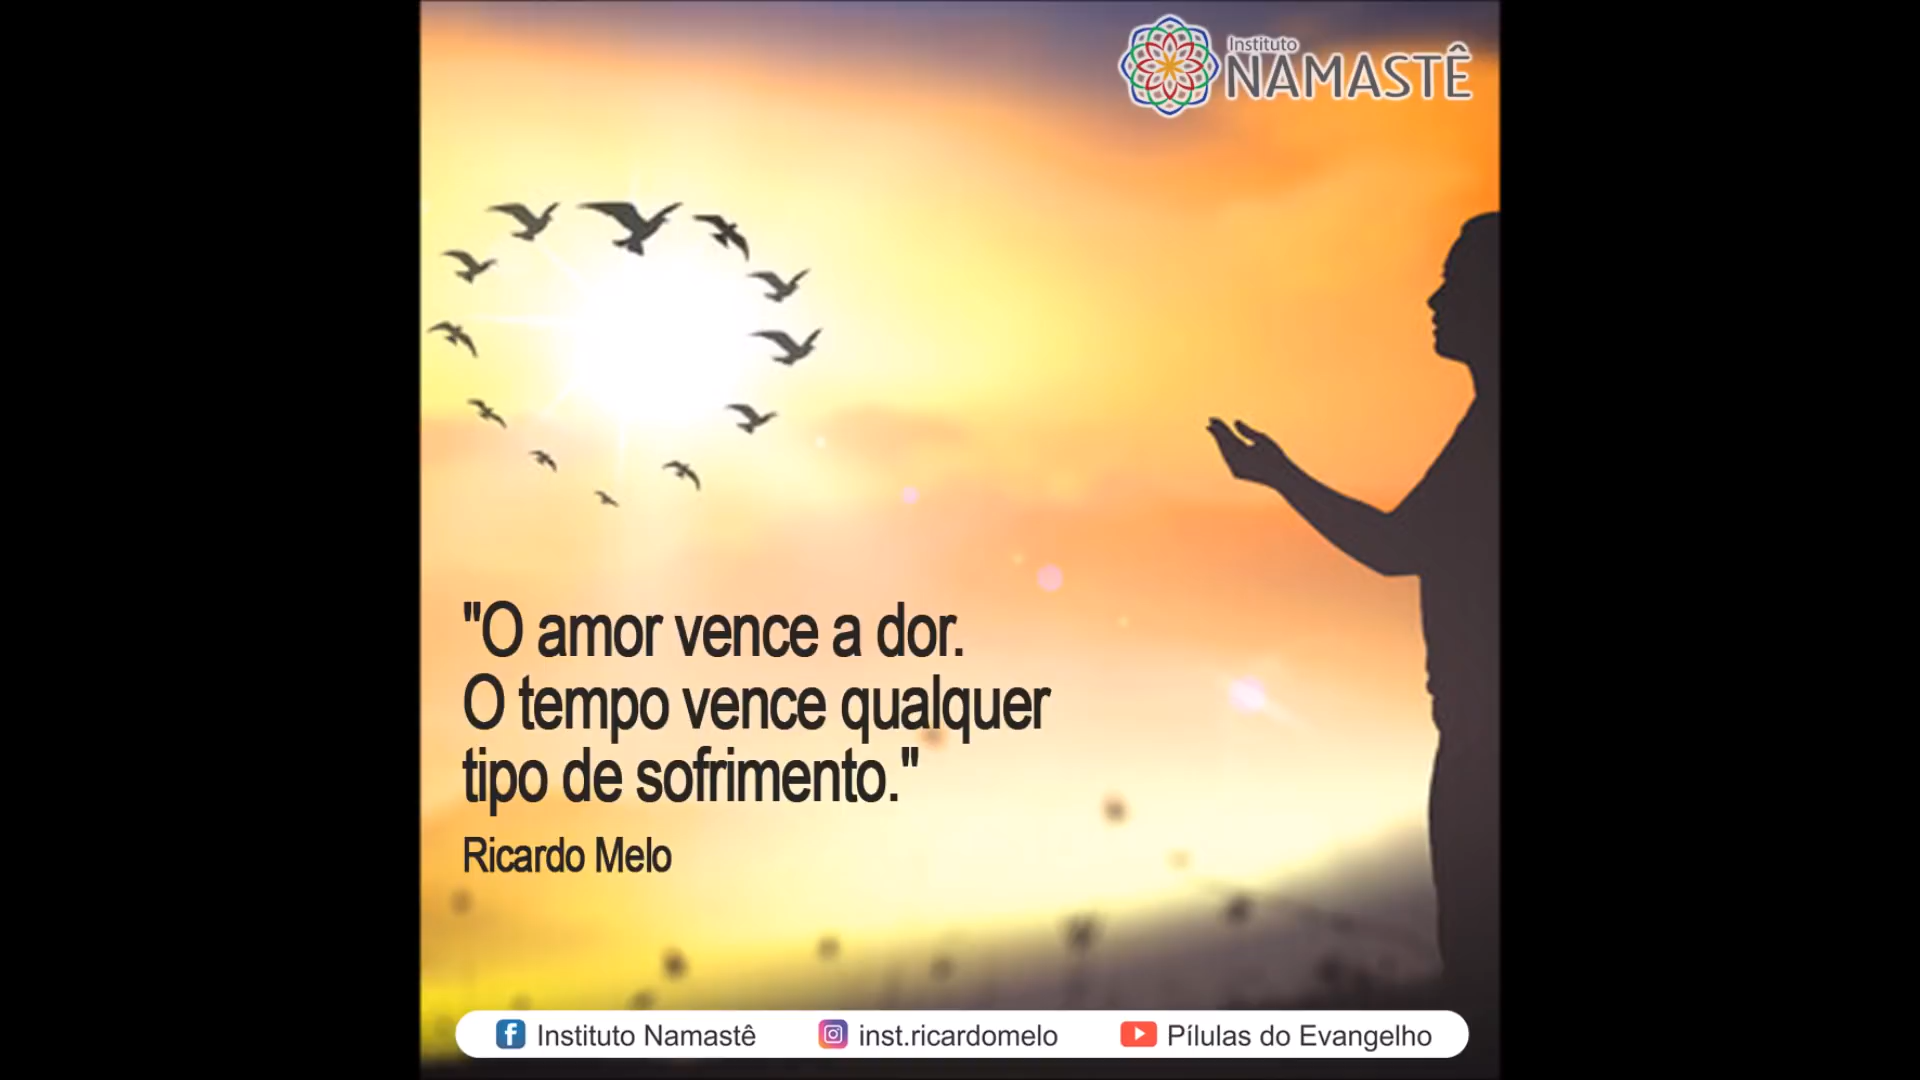 Instituto
NAMASTÊ
"O amor vence a dor.
O tempo vence qualquer
tipo de sofrimento."
Ricardo Melo
Instituto Namastê inst.ricardomelo Pílulas do Evangelho